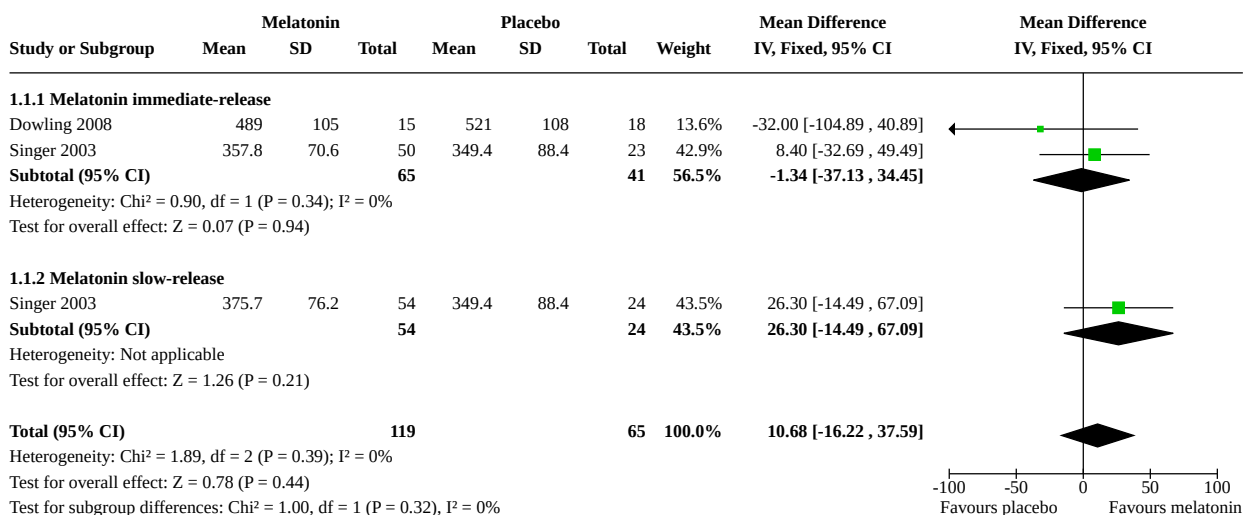 Melatonin Placebo Mean Difference Mean Difference
Study or Subgroup Mean SD Total Mean SD Total Weight IV, Fixed, 95% CI IV, Fixed, 95% CI
1.1.1 Melatonin immediate-release
Dowling 2008 489 105 15 521 108 18 13.6% -32.00 [-104.89 , 40.89]
Singer 2003 357.8 70.6 50 349.4 88.4 23 42.9% 8.40 [-32.69 , 49.49]
Subtotal (95% CI) 65 41 56.5% -1.34 [-37.13 , 34.45]
Heterogeneity: Chi² = 0.90, df = 1 (P = 0.34); I² = 0%
Test for overall effect: Z = 0.07 (P = 0.94)
1.1.2 Melatonin slow-release
Singer 2003 375.7 76.2 54 349.4 88.4 24 43.5% 26.30 [-14.49 , 67.09]
Subtotal (95% CI) 54 24 43.5% 26.30 [-14.49 , 67.09]
Heterogeneity: Not applicable
Test for overall effect: Z = 1.26 (P = 0.21)
Total (95% CI) 119 65 100.0% 10.68 [-16.22 , 37.59]
Heterogeneity: Chi² = 1.89, df = 2 (P = 0.39); I² = 0%
Test for overall effect: Z = 0.78 (P = 0.44)
Test for subgroup differences: Chi² = 1.00, df = 1 (P = 0.32), I² = 0%
-100 -50 0 50 100
Favours placebo Favours melatonin